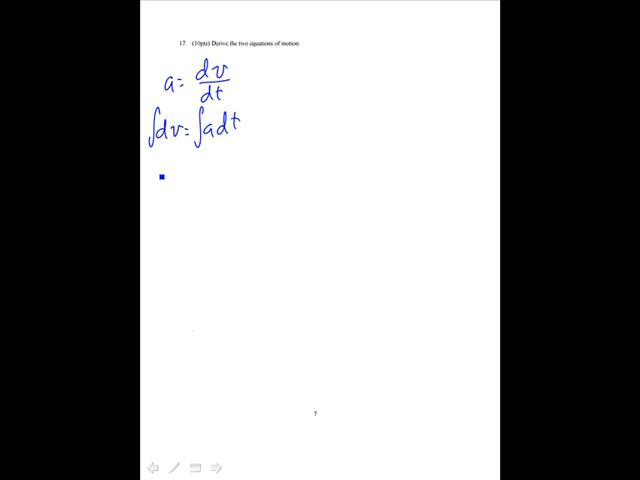 17. (10pts) Derive the two equations of motion:
a = dv/dt
∫dv = ∫a dt
7